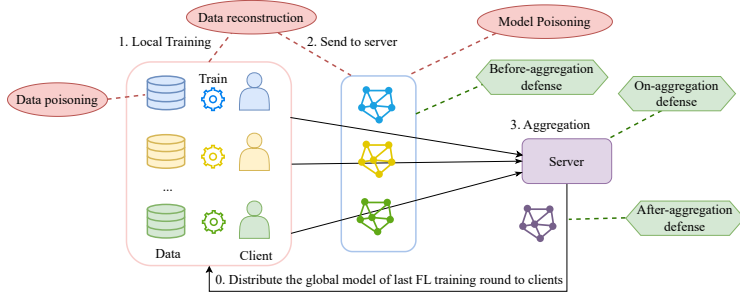 Data reconstruction
Model Poisoning
1. Local Training
2. Send to server
Before-aggregation
defense
On-aggregation
defense
Data poisoning
Train
3. Aggregation
Server
...
After-aggregation
defense
Data
Client
0. Distribute the global model of last FL training round to clients